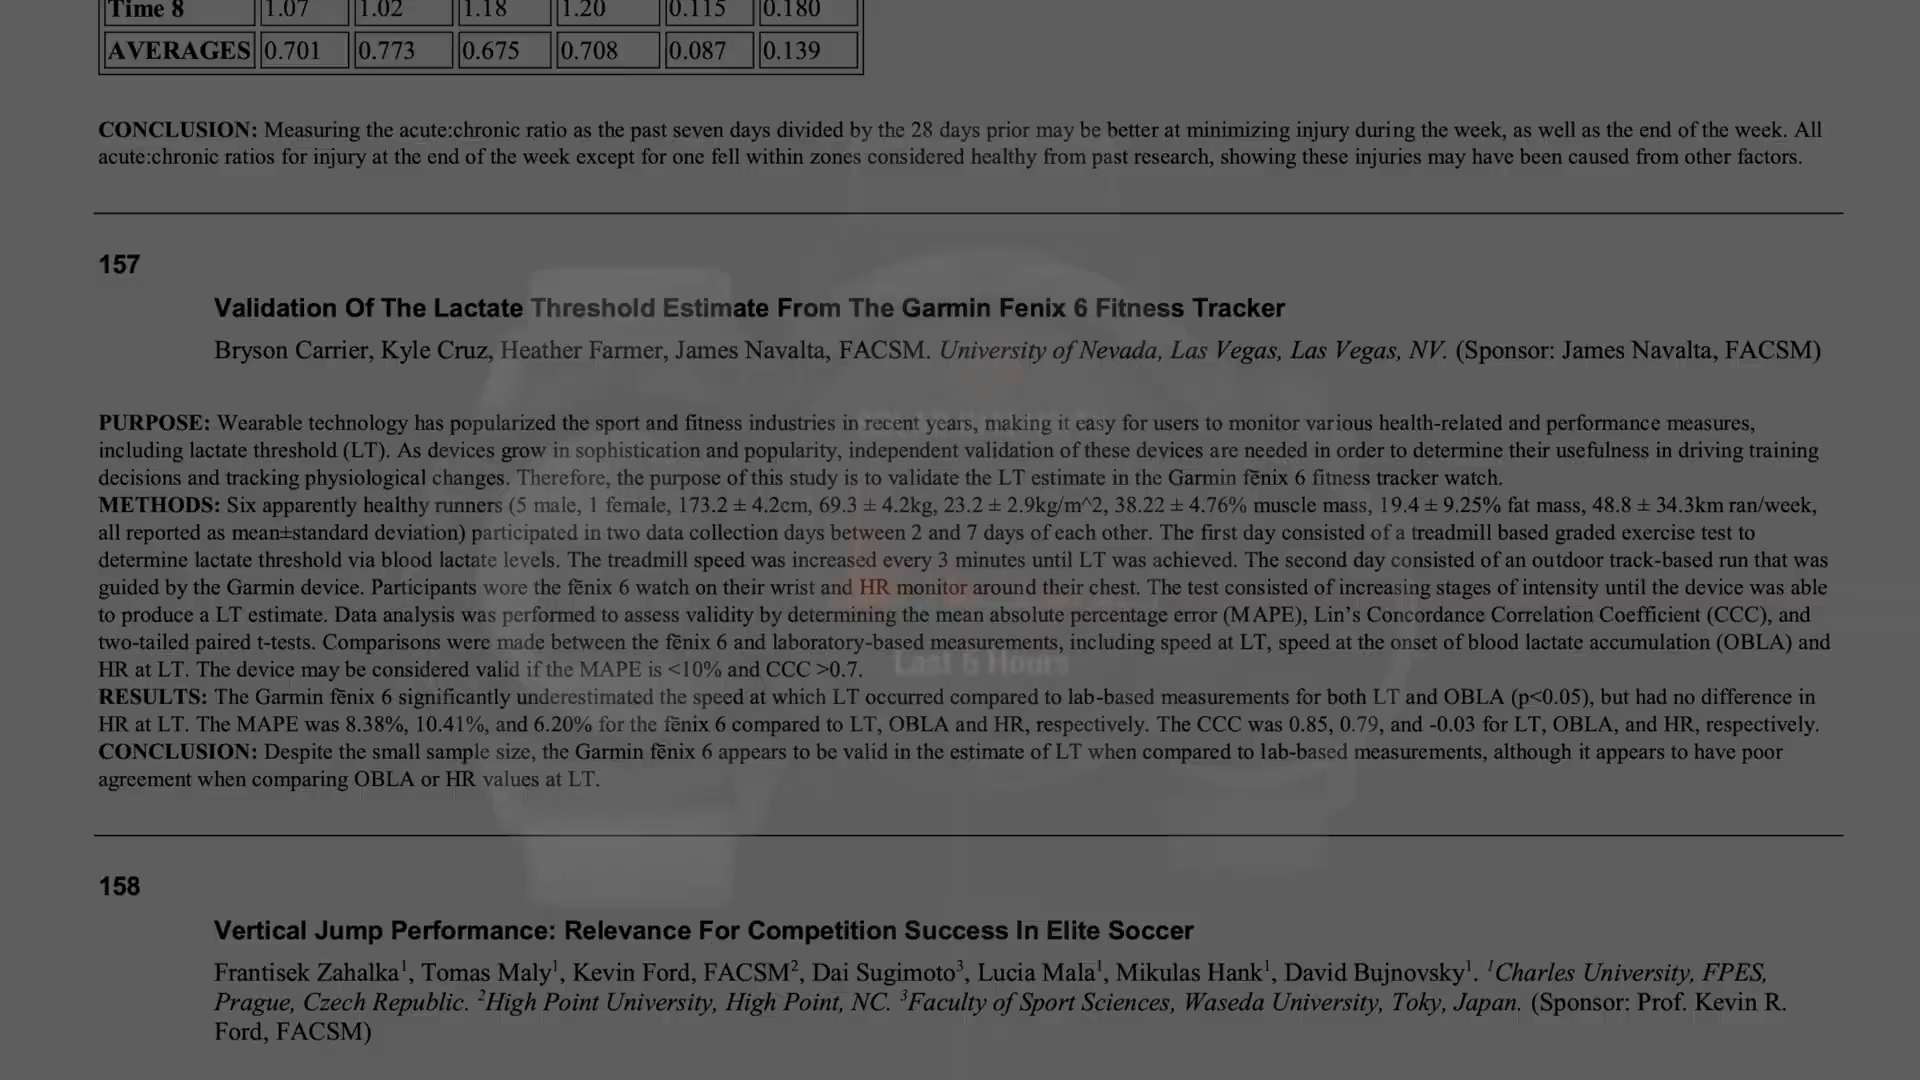 Time 8 1.07 1.02 1.18 1.20 0.115 0.180
AVERAGES 0.701 0.773 0.675 0.708 0.087 0.139
CONCLUSION: Measuring the acute:chronic ratio as the past seven days divided by the 28 days prior may be better at minimizing injury during the week, as well as the end of the week. All
acute:chronic ratios for injury at the end of the week except for one fell within zones considered healthy from past research, showing these injuries may have been caused from other factors.
157
Validation Of The Lactate Threshold Estimate From The Garmin Fenix 6 Fitness Tracker
Bryson Carrier, Kyle Cruz, Heather Farmer, James Navalta, FACSM. University of Nevada, Las Vegas, Las Vegas, NV. (Sponsor: James Navalta, FACSM)
PURPOSE: Wearable technology has popularized the sport and fitness industries in recent years, making it easy for users to monitor various health-related and performance measures,
including lactate threshold (LT). As devices grow in sophistication and popularity, independent validation of these devices are needed in order to determine their usefulness in driving training
decisions and tracking physiological changes. Therefore, the purpose of this study is to validate the LT estimate in the Garmin fēnix 6 fitness tracker watch.
METHODS: Six apparently healthy runners (5 male, 1 female, 173.2 ± 4.2cm, 69.3 ± 4.2kg, 23.2 ± 2.9kg/m^2, 38.22 ± 4.76% muscle mass, 19.4 ± 9.25% fat mass, 48.8 ± 34.3km ran/week,
all reported as mean±standard deviation) participated in two data collection days between 2 and 7 days of each other. The first day consisted of a treadmill based graded exercise test to
determine lactate threshold via blood lactate levels. The treadmill speed was increased every 3 minutes until LT was achieved. The second day consisted of an outdoor track-based run that was
guided by the Garmin device. Participants wore the fēnix 6 watch on their wrist and HR monitor around their chest. The test consisted of increasing stages of intensity until the device was able
to produce a LT estimate. Data analysis was performed to assess validity by determining the mean absolute percentage error (MAPE), Lin's Concordance Correlation Coefficient (CCC), and
two-tailed paired t-tests. Comparisons were made between the fēnix 6 and laboratory-based measurements, including speed at LT, speed at the onset of blood lactate accumulation (OBLA) and
HR at LT. The device may be considered valid if the MAPE is <10% and CCC >0.7.
Last 6 Hours
RESULTS: The Garmin fēnix 6 significantly underestimated the speed at which LT occurred compared to lab-based measurements for both LT and OBLA (p<0.05), but had no difference in
HR at LT. The MAPE was 8.38%, 10.41%, and 6.20% for the fēnix 6 compared to LT, OBLA and HR, respectively. The CCC was 0.85, 0.79, and -0.03 for LT, OBLA, and HR, respectively.
CONCLUSION: Despite the small sample size, the Garmin fēnix 6 appears to be valid in the estimate of LT when compared to lab-based measurements, although it appears to have poor
agreement when comparing OBLA or HR values at LT.
158
Vertical Jump Performance: Relevance For Competition Success In Elite Soccer
Frantisek Zahalka¹, Tomas Maly¹, Kevin Ford, FACSM², Dai Sugimoto³, Lucia Mala¹, Mikulas Hank¹, David Bujnovsky¹. ¹Charles University, FPES,
Prague, Czech Republic. ²High Point University, High Point, NC. ³Faculty of Sport Sciences, Waseda University, Toky, Japan. (Sponsor: Prof. Kevin R.
Ford, FACSM)